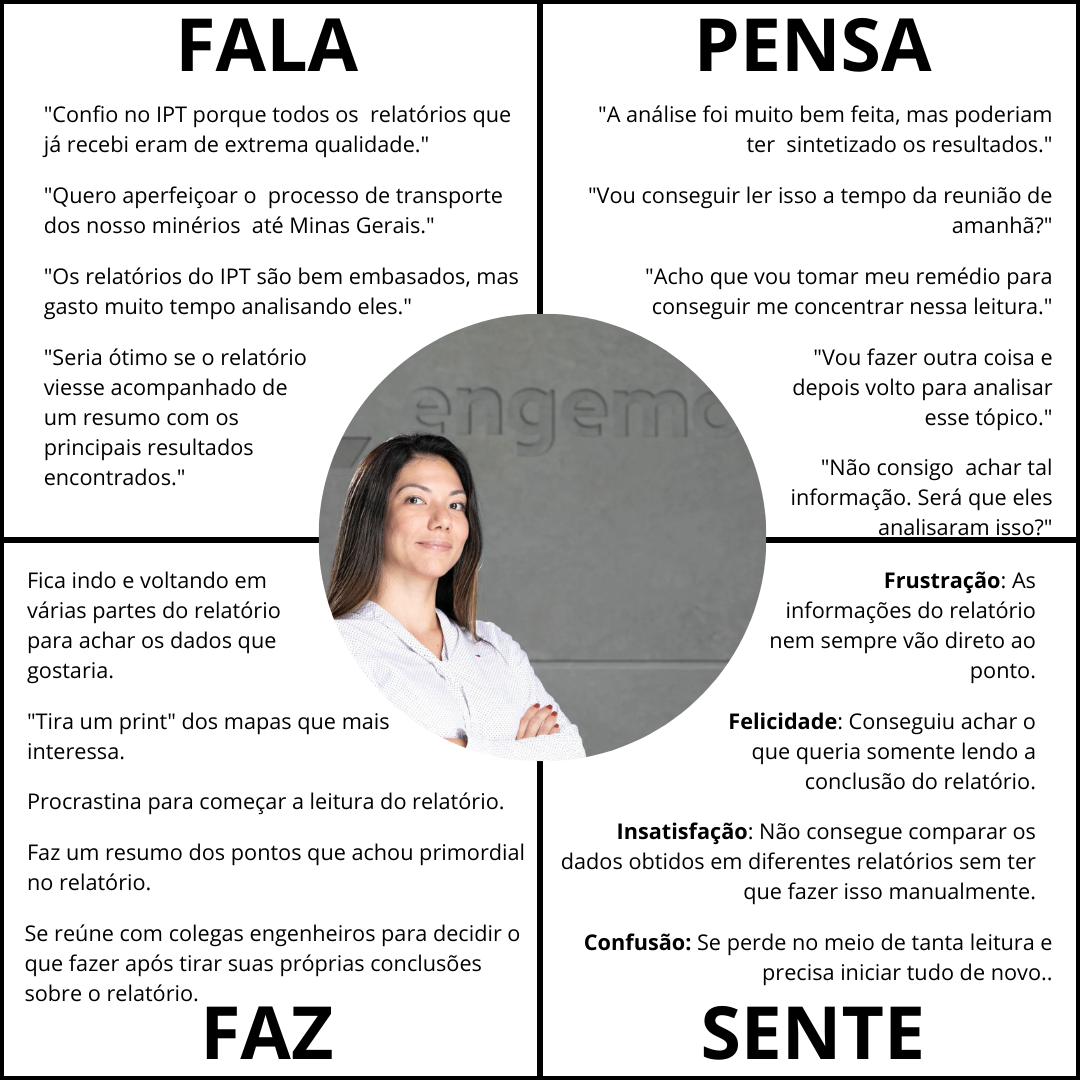 FALA
"Confio no IPT porque todos os  relatórios que
já recebi eram de extrema qualidade."
"Quero aperfeiçoar o  processo de transporte
dos nosso minérios  até Minas Gerais."
"Os relatórios do IPT são bem embasados, mas
gasto muito tempo analisando eles."
"Seria ótimo se o relatório
viesse acompanhado de
um resumo com os
principais resultados
encontrados."
PENSA
"A análise foi muito bem feita, mas poderiam
ter  sintetizado os resultados."
"Vou conseguir ler isso a tempo da reunião de
amanhã?"
"Acho que vou tomar meu remédio para
conseguir me concentrar nessa leitura."
"Vou fazer outra coisa e
depois volto para analisar
esse tópico."
"Não consigo  achar tal
informação. Será que eles
analisaram isso?"
engemo
Fica indo e voltando em
várias partes do relatório
para achar os dados que
gostaria.
"Tira um print" dos mapas que mais
interessa.
Procrastina para começar a leitura do relatório.
Faz um resumo dos pontos que achou primordial
no relatório.
Se reúne com colegas engenheiros para decidir o
que fazer após tirar suas próprias conclusões
sobre o relatório.
FAZ
Frustração: As
informações do relatório
nem sempre vão direto ao
ponto.
Felicidade: Conseguiu achar o
que queria somente lendo a
conclusão do relatório.
Insatisfação: Não consegue comparar os
dados obtidos em diferentes relatórios sem ter
que fazer isso manualmente.
Confusão: Se perde no meio de tanta leitura e
precisa iniciar tudo de novo..
SENTE